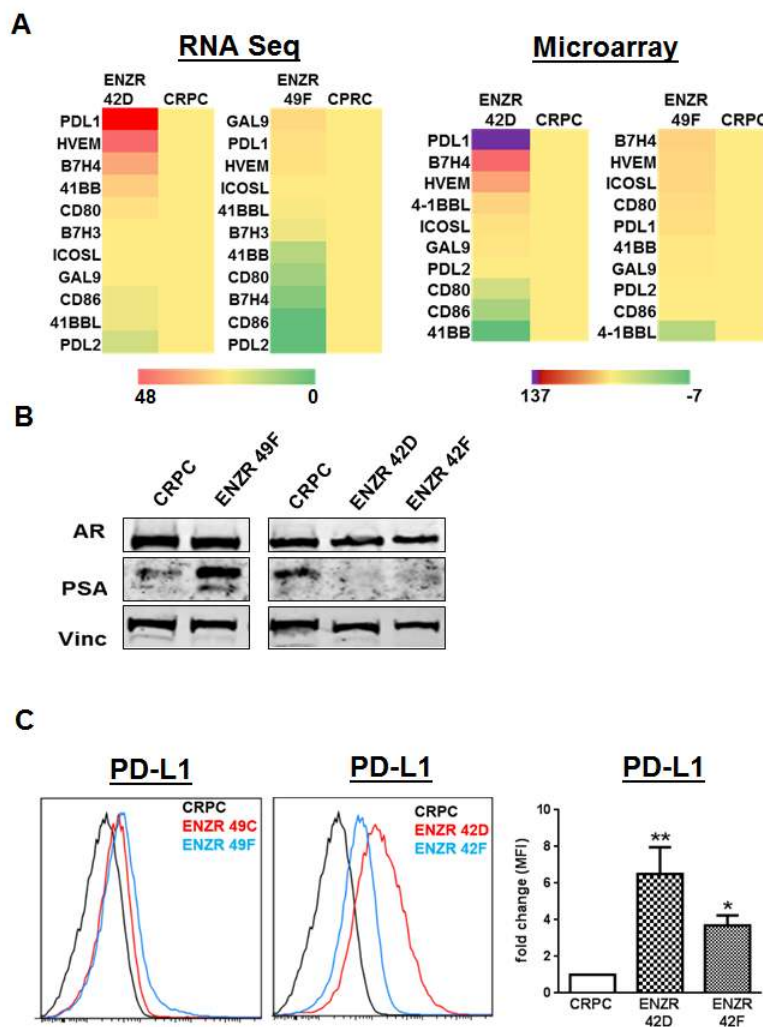 A
RNA Seq
Microarray
ENZR 42D
CRPC
PDL1
HVEM
B7H4
41BB
CD80
B7H3
ICOSL
GAL9
CD86
41BBL
PDL2
ENZR 49F
CPRC
GAL9
PDL1
HVEM
ICOSL
41BBL
B7H3
41BB
CD80
B7H4
CD86
PDL2
48
0
ENZR 42D
CRPC
PDL1
B7H4
HVEM
4-1BBL
ICOSL
GAL9
PDL2
CD80
CD86
41BB
ENZR 49F
CRPC
B7H4
HVEM
ICOSL
CD80
PDL1
41BB
GAL9
PDL2
CD86
4-1BBL
137
-7
B
CRPC
ENZR 49F
CRPC
ENZR 42D
ENZR 42F
AR
PSA
Vinc
C
PD-L1
CRPC
ENZR 49C
ENZR 49F
PD-L1
CRPC
ENZR 42D
ENZR 42F
PD-L1
fold change (MFI)
10
8
6
4
2
0
**
*
CRPC
ENZR 42D
ENZR 42F